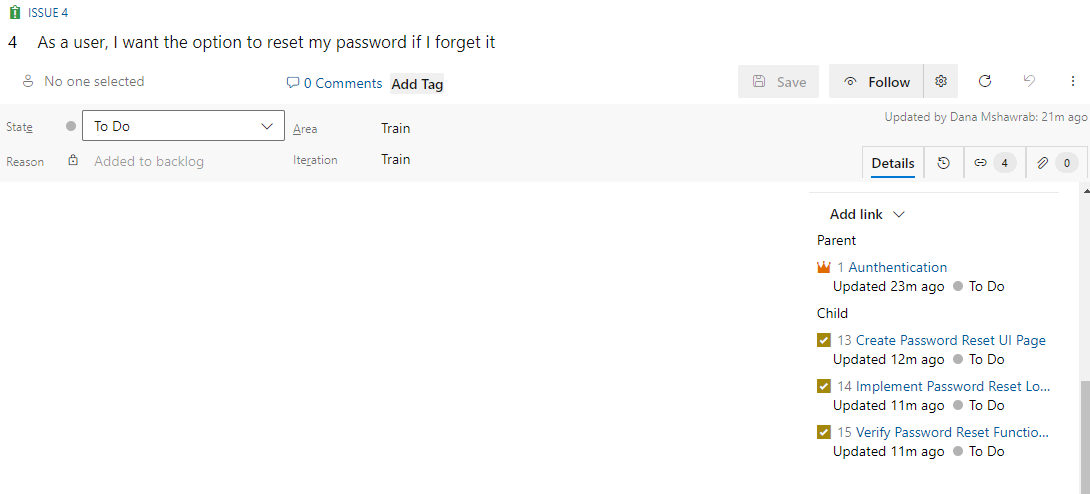 ISSUE 4
4 As a user, I want the option to reset my password if I forget it
No one selected
0 Comments Add Tag
Save
Follow
State
To Do
Area
Train
Updated by Dana Mshawrab: 21m ago
Reason
Added to backlog
Iteration
Train
Details
4
0
Add link
Parent
1 Aunthentication
Updated 23m ago To Do
Child
13 Create Password Reset UI Page
Updated 12m ago To Do
14 Implement Password Reset Lo...
Updated 11m ago To Do
15 Verify Password Reset Functio...
Updated 11m ago To Do